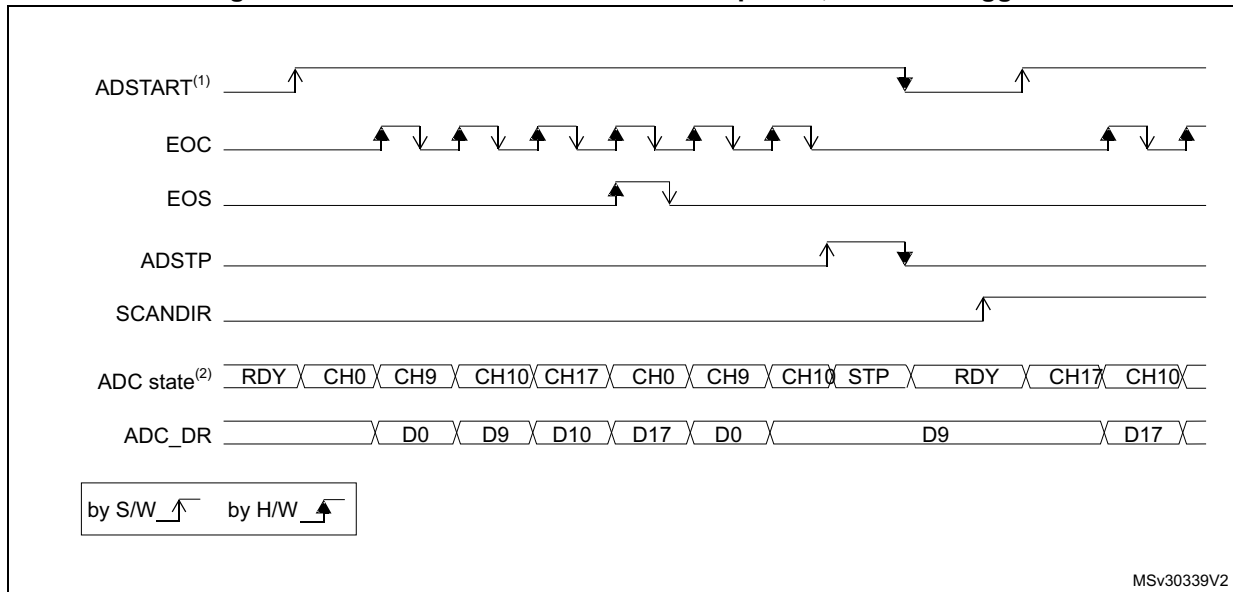 ADSTART(1)
EOC
EOS
ADSTP
SCANDIR
ADC state(2) RDY CH0 CH9 CH10 CH17 CH0 CH9 CH10 STP RDY CH17 CH10
ADC_DR D0 D9 D10 D17 D0 D9 D17
by S/W by H/W
MSv30339V2